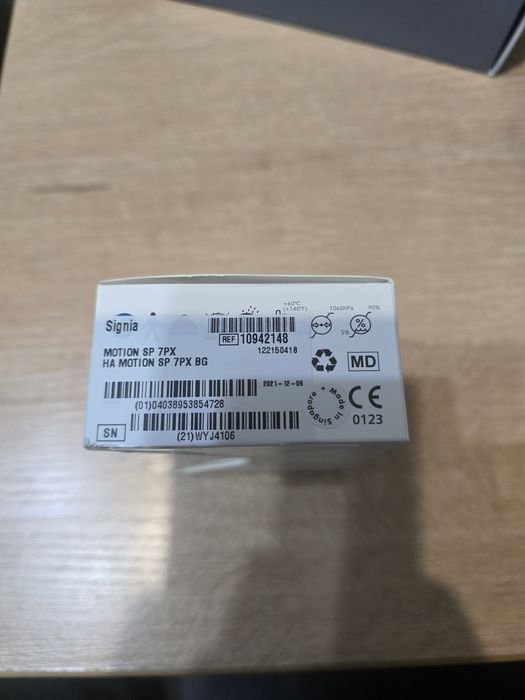 +60°C
(+140°F)
1060hPa
90%
5%
Signia
REF 10942148
122150418
MOTION SP 7PX
HA MOTION SP 7PX BG
MD
2021-12-09
(01)04038953854728
Made in Singapore
CE
0123
SN
(21)WYJ4106